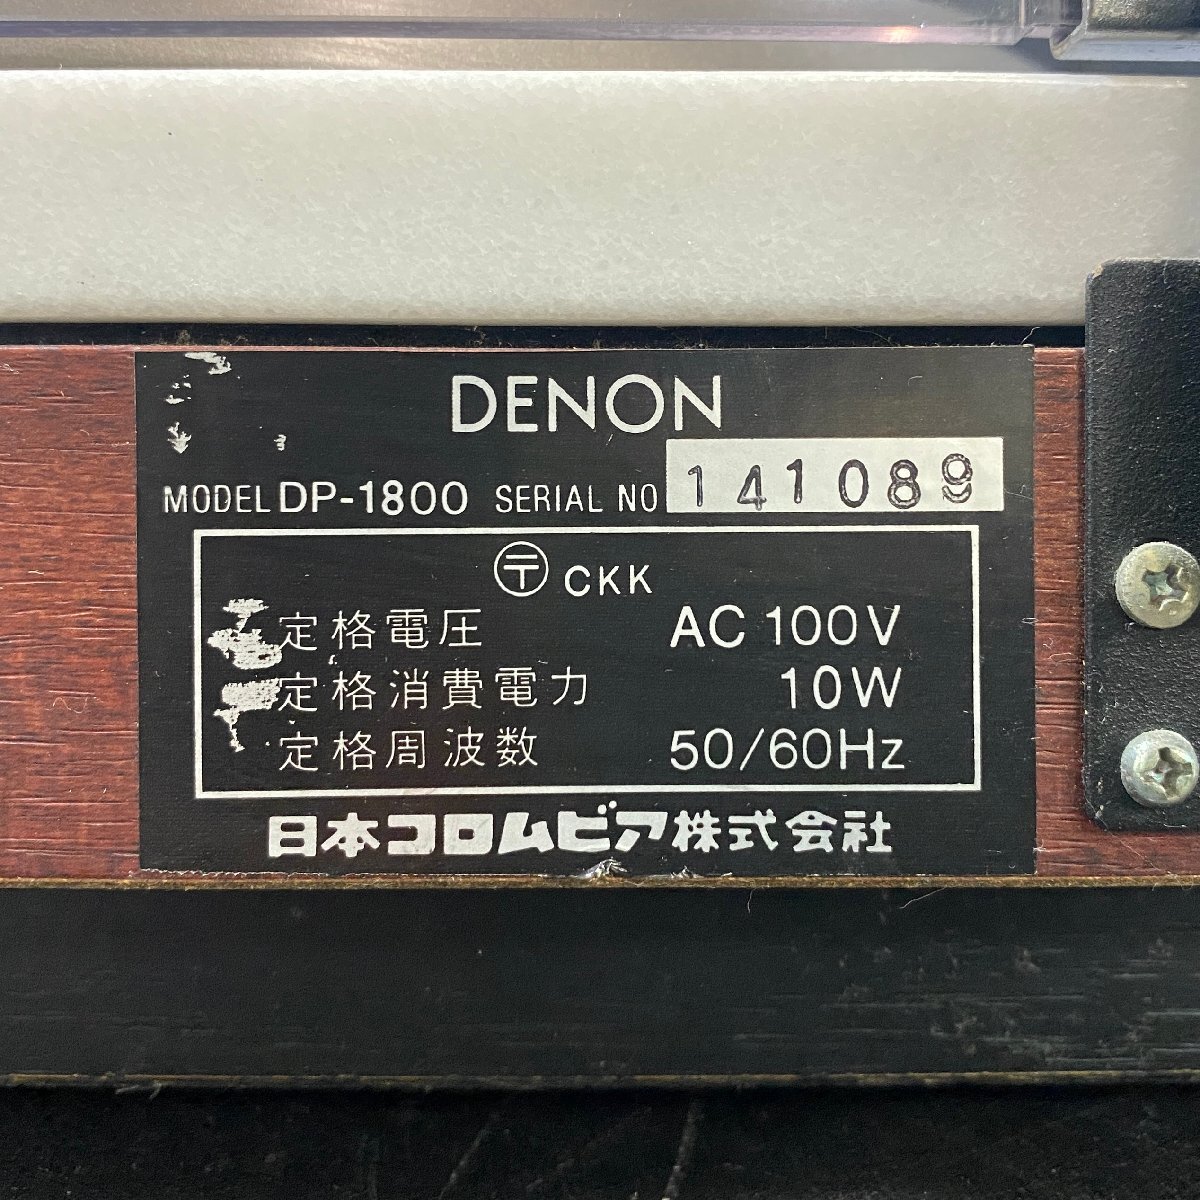 DENON
MODEL DP-1800 SERIAL NO 141089
〶 CKK
定格電圧 AC 100V
定格消費電力 10W
定格周波数 50/60Hz
日本コロムビア株式会社